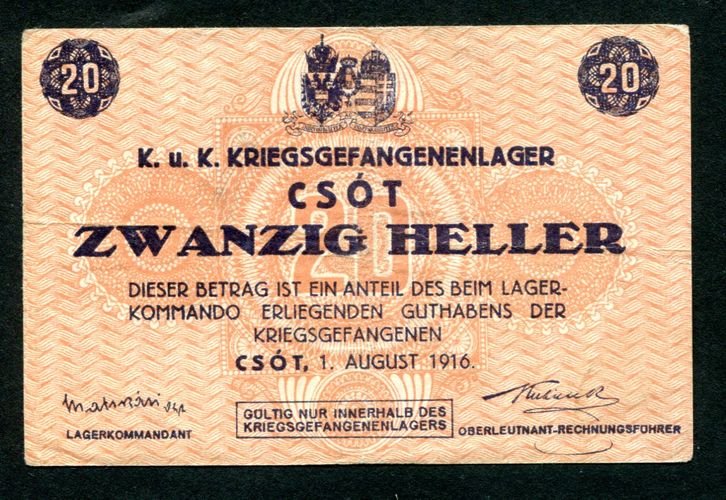 20 20
K. u. K. KRIEGSGEFANGENENLAGER
CSÓT
20
ZWANZIG HELLER
DIESER BETRAG IST EIN ANTEIL DES BEIM LAGER-
KOMMANDO ERLIEGENDEN GUTHABENS DER
KRIEGSGEFANGENEN
CSÓT, 1. AUGUST 1916.
LAGERKOMMANDANT
GÜLTIG NUR INNERHALB DES
KRIEGSGEFANGENENLAGERS
OBERLEUTNANT-RECHNUNGSFÜHRER